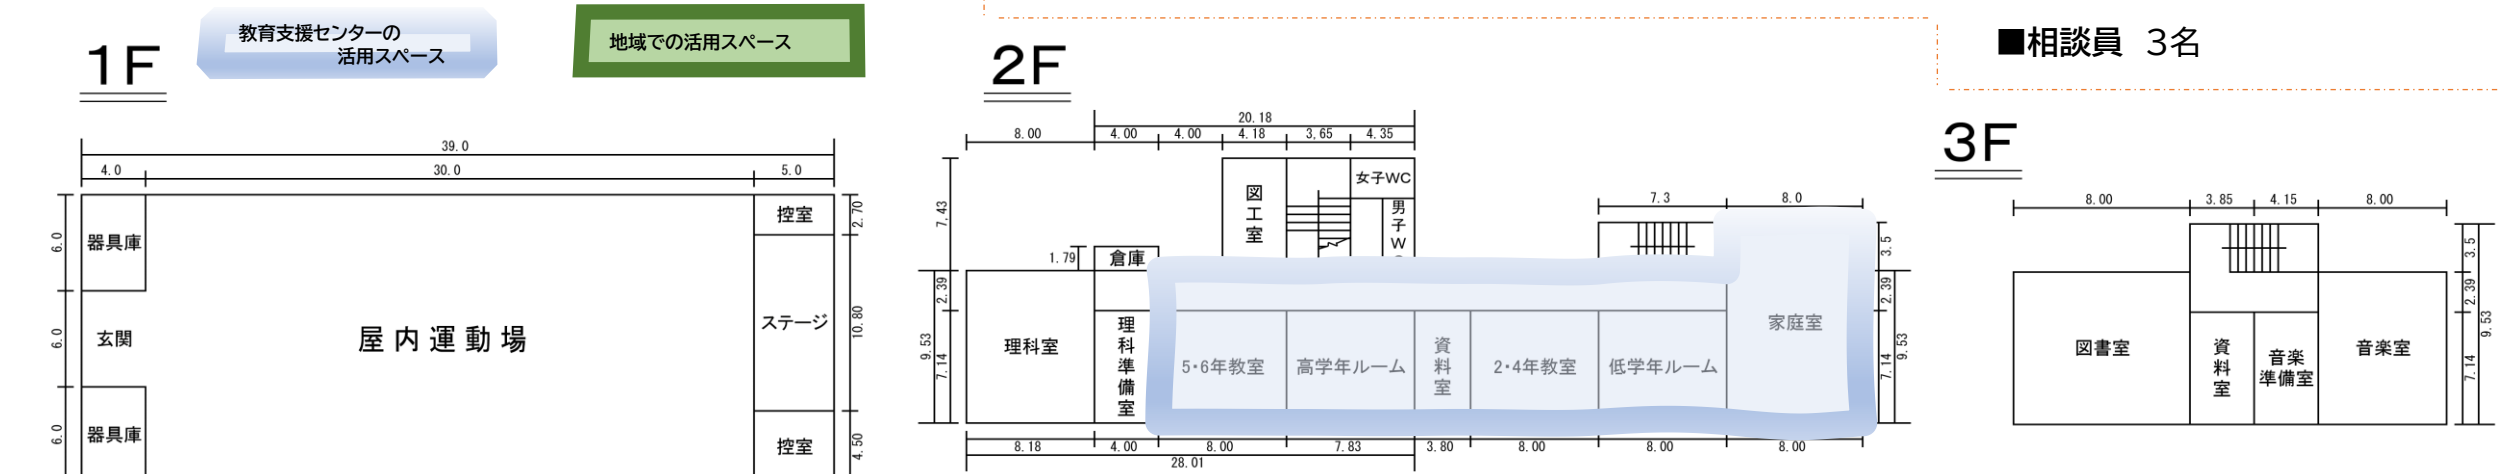 1F
教育支援センターの
活用スペース
地域での活用スペース
39.0
4.0
30.0
5.0
6.0
6.0
6.0
器具庫
玄関
器具庫
屋内運動場
控室
ステージ
控室
2.70
10.80
4.50
2F
20.18
8.00
4.00
4.00
4.18
3.65
4.35
7.43
1.79
2.39
9.53
7.14
図工室
女子WC
男子W
倉庫
理科室
理科準備室
5・6年教室
高学年ルーム
資料室
2・4年教室
低学年ルーム
家庭室
7.3
8.0
3.5
2.39
9.53
7.14
8.18
4.00
8.00
7.83
3.80
8.00
8.00
8.00
28.01
■相談員 3名
3F
8.00
3.85
4.15
8.00
図書室
資料室
音楽
準備室
音楽室
3.5
2.39
9.53
7.14